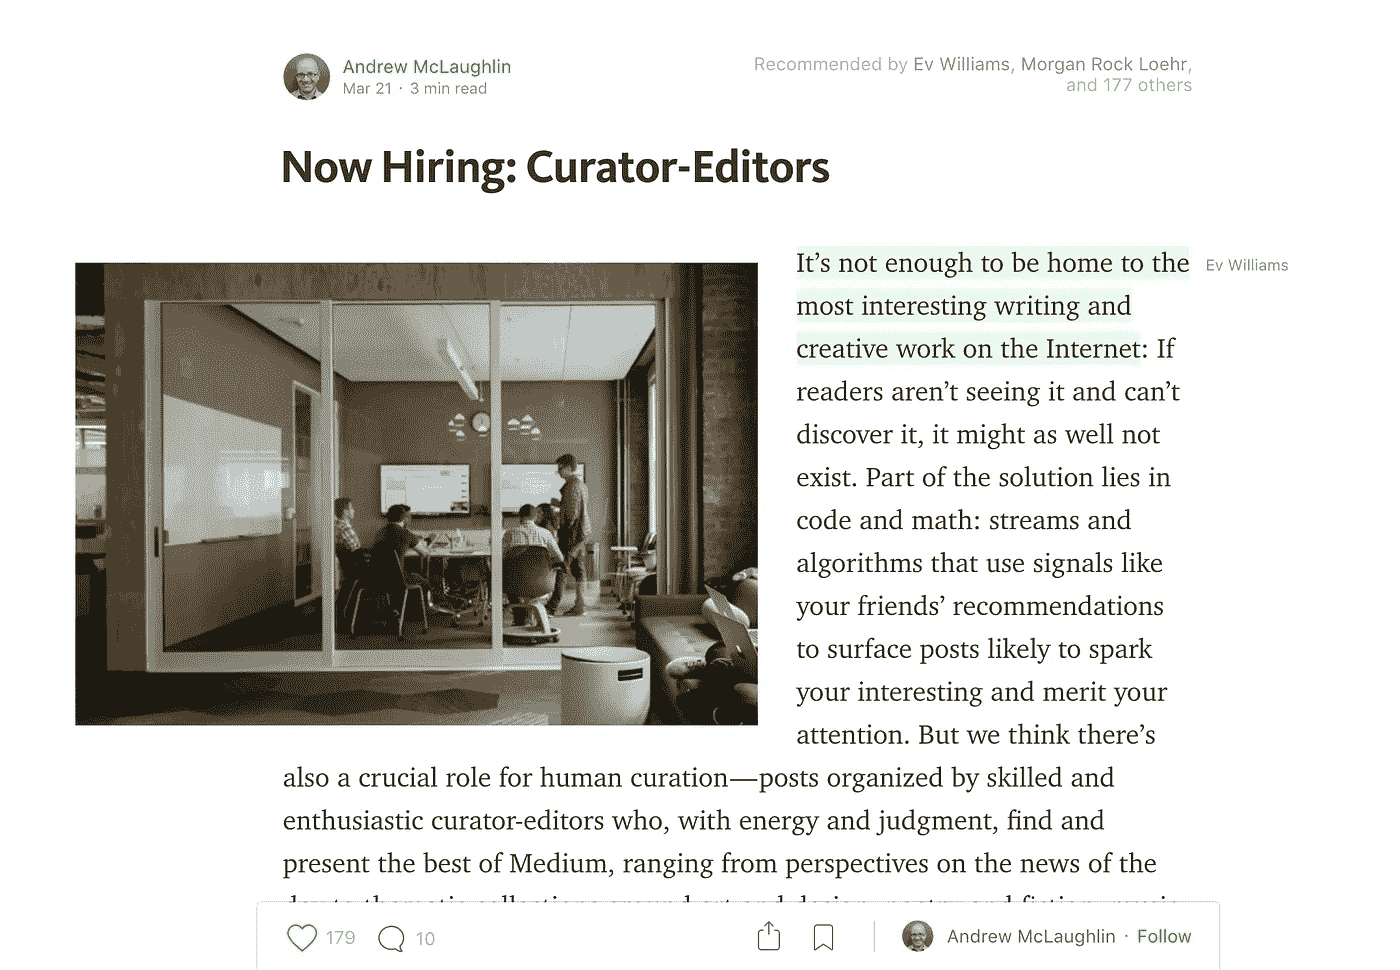 Andrew McLaughlin
Mar 21 · 3 min read
Recommended by Ev Williams, Morgan Rock Loehr,
and 177 others
Now Hiring: Curator-Editors
It’s not enough to be home to the
Ev Williams
most interesting writing and
creative work on the Internet: If
readers aren’t seeing it and can’t
discover it, it might as well not
exist. Part of the solution lies in
code and math: streams and
algorithms that use signals like
your friends’ recommendations
to surface posts likely to spark
your interesting and merit your
attention. But we think there’s
also a crucial role for human curation—posts organized by skilled and
enthusiastic curator-editors who, with energy and judgment, find and
present the best of Medium, ranging from perspectives on the news of the
179
10
Andrew McLaughlin · Follow